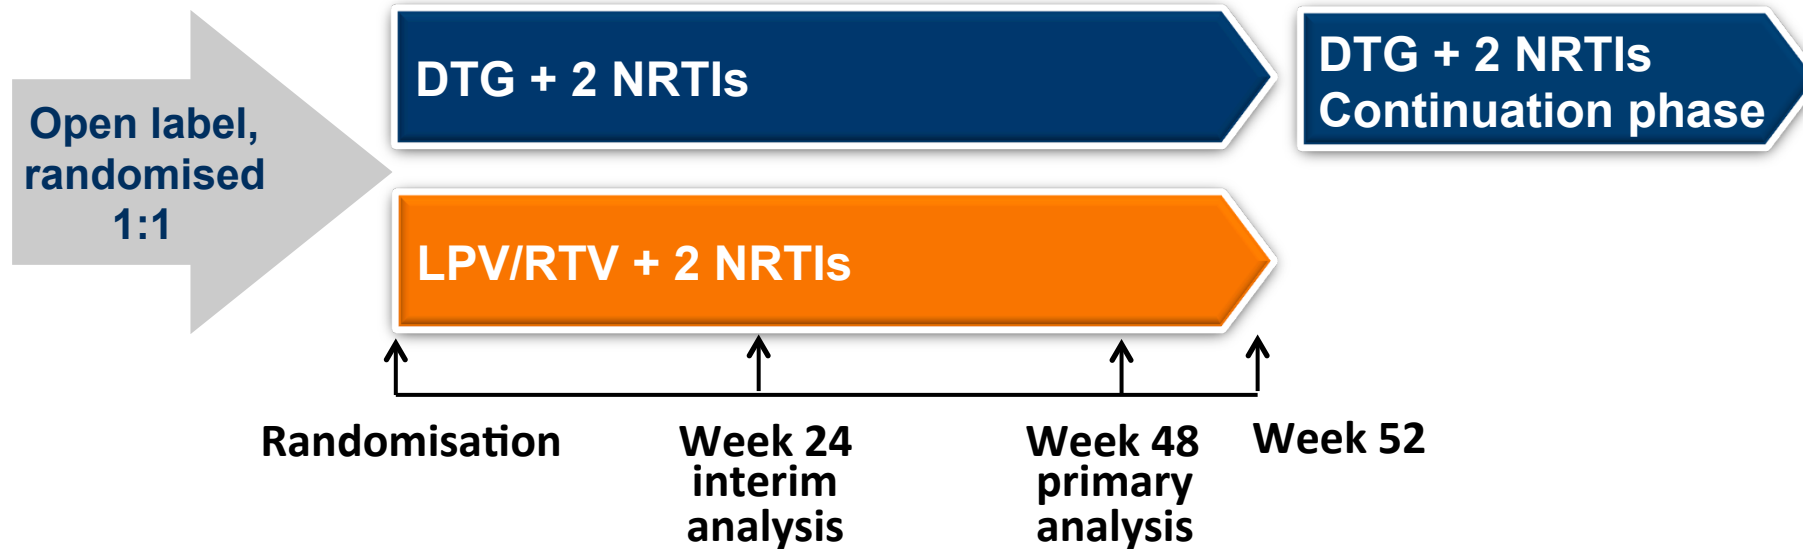 Open label,
randomised
1:1
DTG + 2 NRTIs
DTG + 2 NRTIs
Continuation phase
LPV/RTV + 2 NRTIs
Randomisation
Week 24
interim
analysis
Week 48
primary
analysis
Week 52